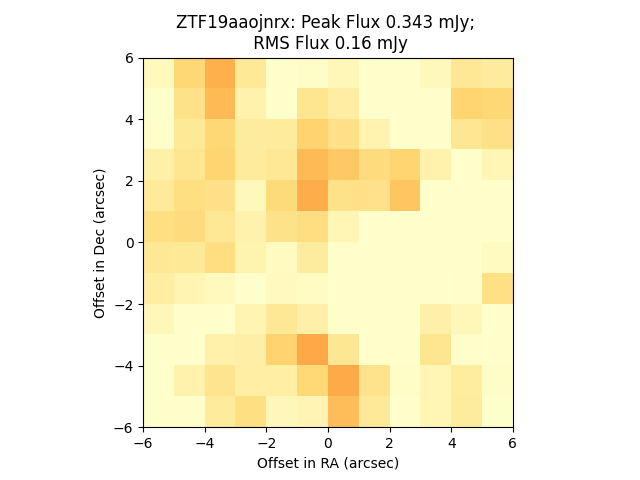 ZTF19aaojnrx: Peak Flux 0.343 mJy;
RMS Flux 0.16 mJy
6
4
2
0
−2
−4
−6
Offset in Dec (arcsec)
−6 −4 −2 0 2 4 6
Offset in RA (arcsec)